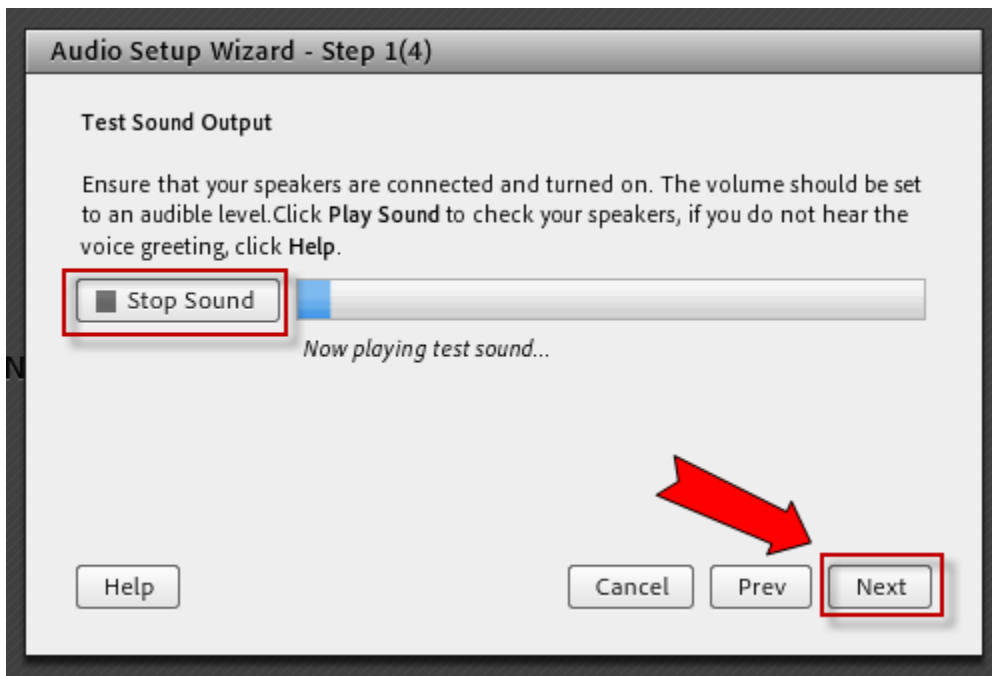 Audio Setup Wizard - Step 1(4)
Test Sound Output
Ensure that your speakers are connected and turned on. The volume should be set
to an audible level.Click Play Sound to check your speakers, if you do not hear the
voice greeting, click Help.
Stop Sound
Now playing test sound...
N
Help Cancel Prev Next